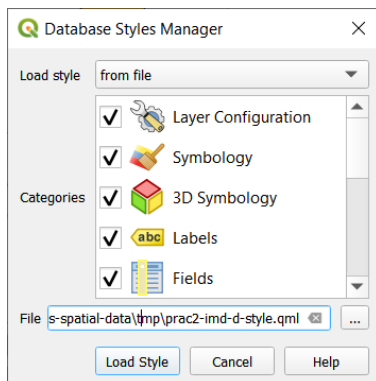 Database Styles Manager
Load style from file
Layer Configuration
Symbology
Categories 3D Symbology
abc Labels
Fields
File s-spatial-data\tmp\prac2-imd-d-style.qml ...
Load Style Cancel Help